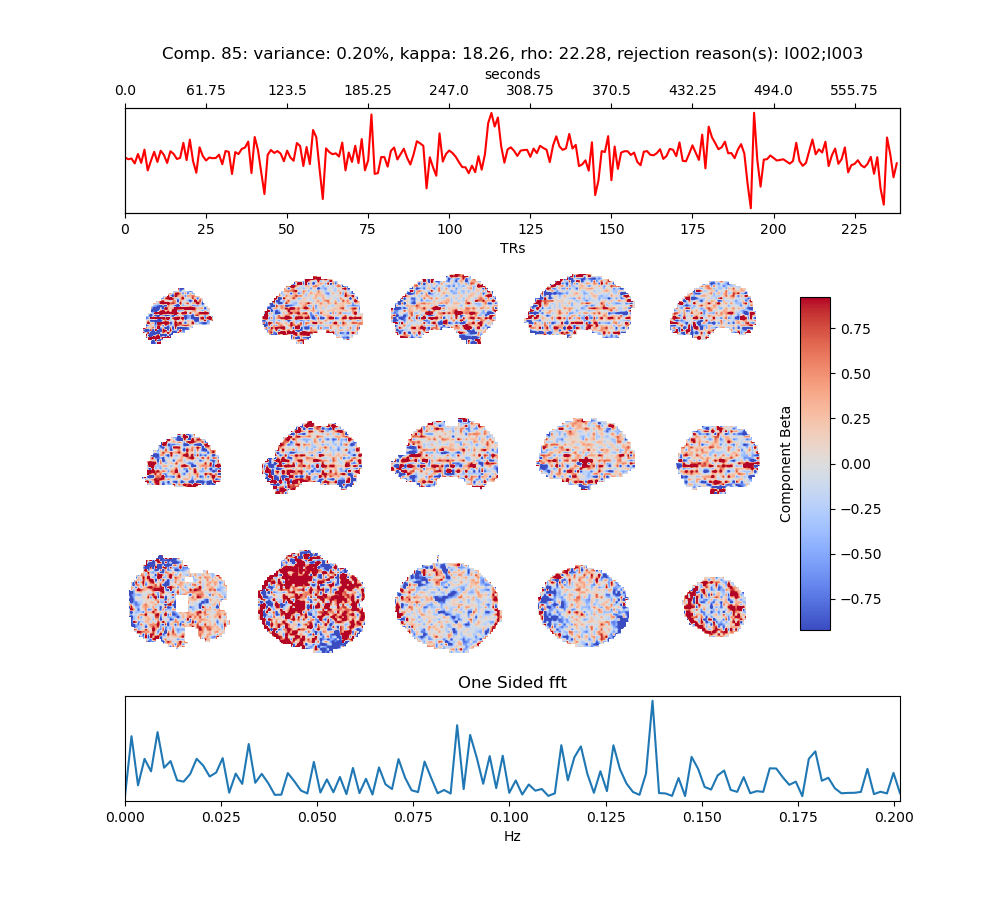 Comp. 85: variance: 0.20%, kappa: 18.26, rho: 22.28, rejection reason(s): I002;I003
seconds
0.0 61.75 123.5 185.25 247.0 308.75 370.5 432.25 494.0 555.75
0 25 50 75 100 125 150 175 200 225
TRs
0.75
0.50
0.25
0.00
−0.25
−0.50
−0.75
Component Beta
One Sided fft
0.000 0.025 0.050 0.075 0.100 0.125 0.150 0.175 0.200
Hz